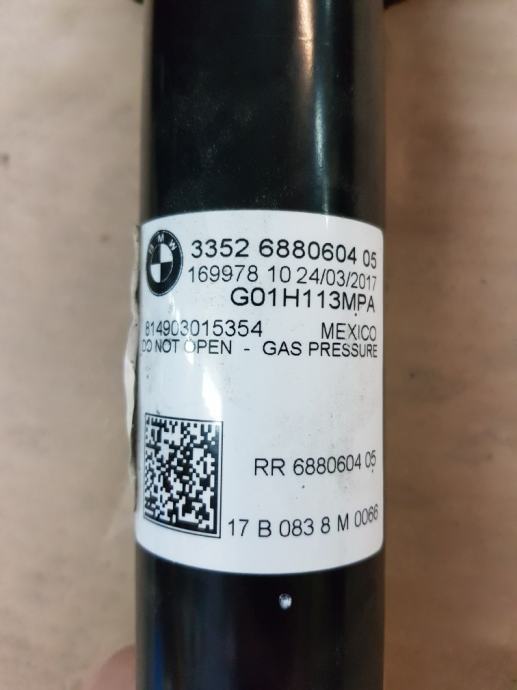 BMW
3352 6880604 05
169978 10 24/03/2017
G01H113MPA
814903015354 MEXICO
DO NOT OPEN - GAS PRESSURE
RR 6880604 05
17 B 083 8 M 0066